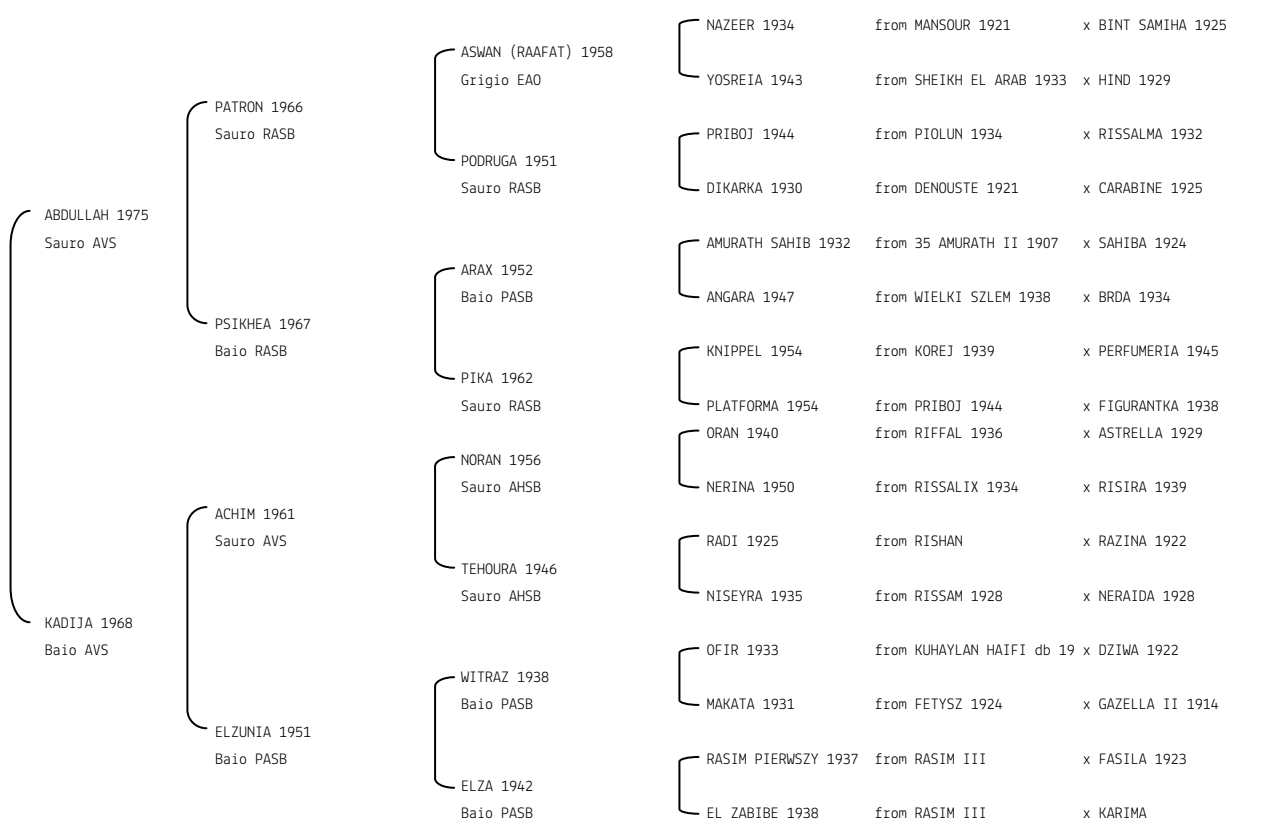 NAZEER 1934 from MANSOUR 1921 x BINT SAMIHA 1925
ASWAN (RAAFAT) 1958
Grigio EAO YOSREIA 1943 from SHEIKH EL ARAB 1933 x HIND 1929
PATRON 1966
Sauro RASB PRIBOJ 1944 from PIOLUN 1934 x RISSALMA 1932
PODRUGA 1951
Sauro RASB DIKARKA 1930 from DENOUSTE 1921 x CARABINE 1925
ABDULLAH 1975
Sauro AVS AMURATH SAHIB 1932 from 35 AMURATH II 1907 x SAHIBA 1924
ARAX 1952
Baio PASB ANGARA 1947 from WIELKI SZLEM 1938 x BRDA 1934
PSIKHEA 1967
Baio RASB KNIPPEL 1954 from KOREJ 1939 x PERFUMERIA 1945
PIKA 1962
Sauro RASB PLATFORMA 1954 from PRIBOJ 1944 x FIGURANTKA 1938
ORAN 1940 from RIFFAL 1936 x ASTRELLA 1929
NORAN 1956
Sauro AHSB NERINA 1950 from RISSALIX 1934 x RISIRA 1939
ACHIM 1961
Sauro AVS RADI 1925 from RISHAN x RAZINA 1922
TEHOURA 1946
Sauro AHSB NISEYRA 1935 from RISSAM 1928 x NERAIDA 1928
KADIJA 1968
Baio AVS OFIR 1933 from KUHAYLAN HAIFI db 19 x DZIWA 1922
WITRAZ 1938
Baio PASB MAKATA 1931 from FETYSZ 1924 x GAZELLA II 1914
ELZUNIA 1951
Baio PASB RASIM PIERWSZY 1937 from RASIM III x FASILA 1923
ELZA 1942
Baio PASB EL ZABIBE 1938 from RASIM III x KARIMA